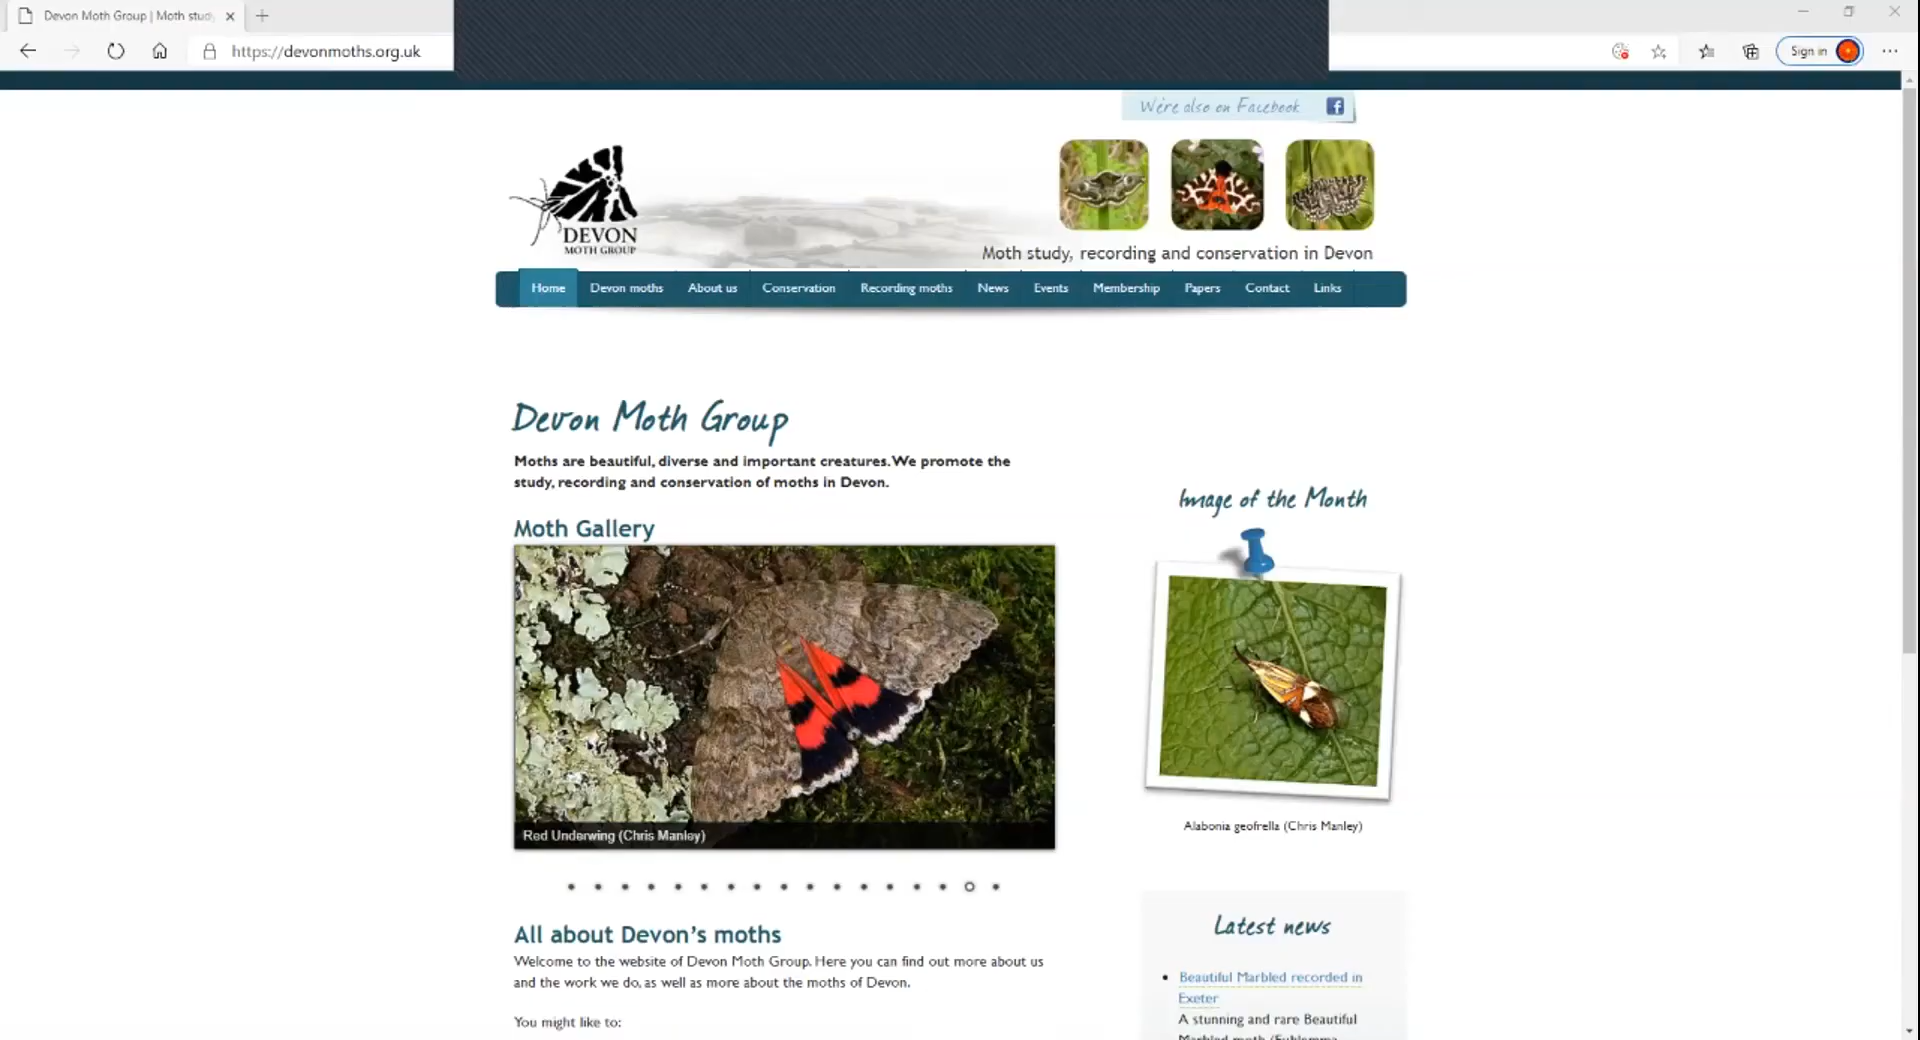 Devon Moth Group | Moth stud
https://devonmoths.org.uk
Sign in
We're also on Facebook
DEVON
MOTH GROUP
Moth study, recording and conservation in Devon
Home Devon moths About us Conservation Recording moths News Events Membership Papers Contact Links
Devon Moth Group
Moths are beautiful, diverse and important creatures. We promote the
study, recording and conservation of moths in Devon.
Moth Gallery
Red Underwing (Chris Manley)
All about Devon's moths
Welcome to the website of Devon Moth Group. Here you can find out more about us
and the work we do, as well as more about the moths of Devon.
You might like to:
Image of the Month
Alabonia geofrella (Chris Manley)
Latest news
Beautiful Marbled recorded in
Exeter
A stunning and rare Beautiful
Marbled moth (Eublemma